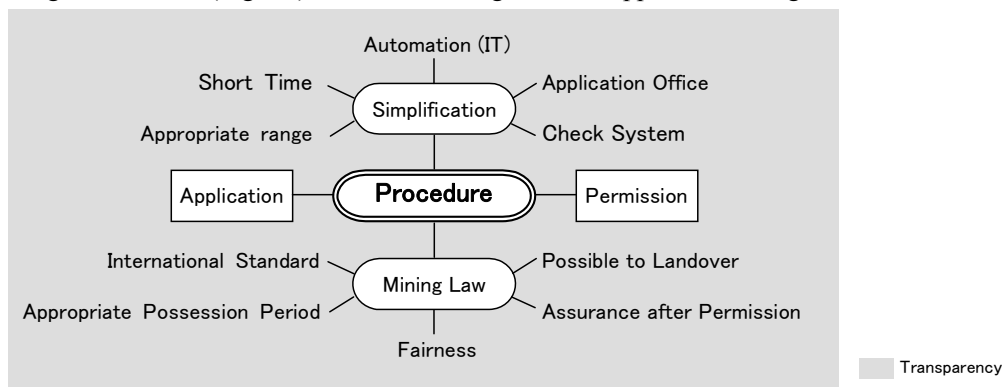 Automation (IT)
Short Time
Application Office
Simplification
Appropriate range
Check System
Application
Procedure
Permission
International Standard
Possible to Landover
Mining Law
Appropriate Possession Period
Assurance after Permission
Fairness
Transparency